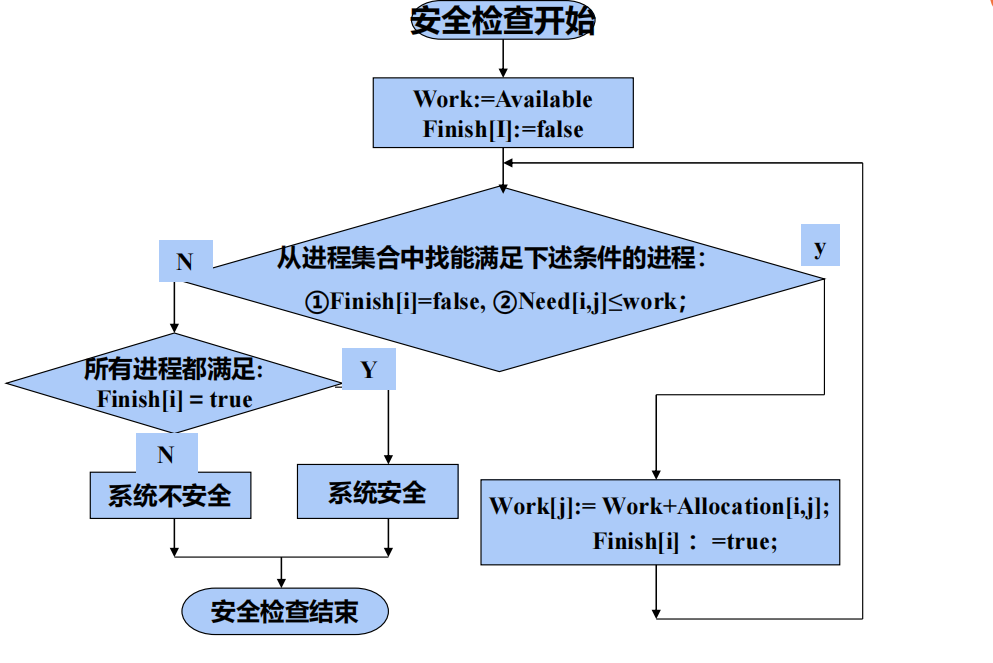 安全检查开始
Work:=Available
Finish[I]:=false
从进程集合中找能满足下述条件的进程：
①Finish[i]=false, ②Need[i,j]≤work；
N
y
所有进程都满足:
Finish[i] = true
Y
N
系统不安全
系统安全
Work[j]:= Work+Allocation[i,j];
Finish[i]：=true;
安全检查结束